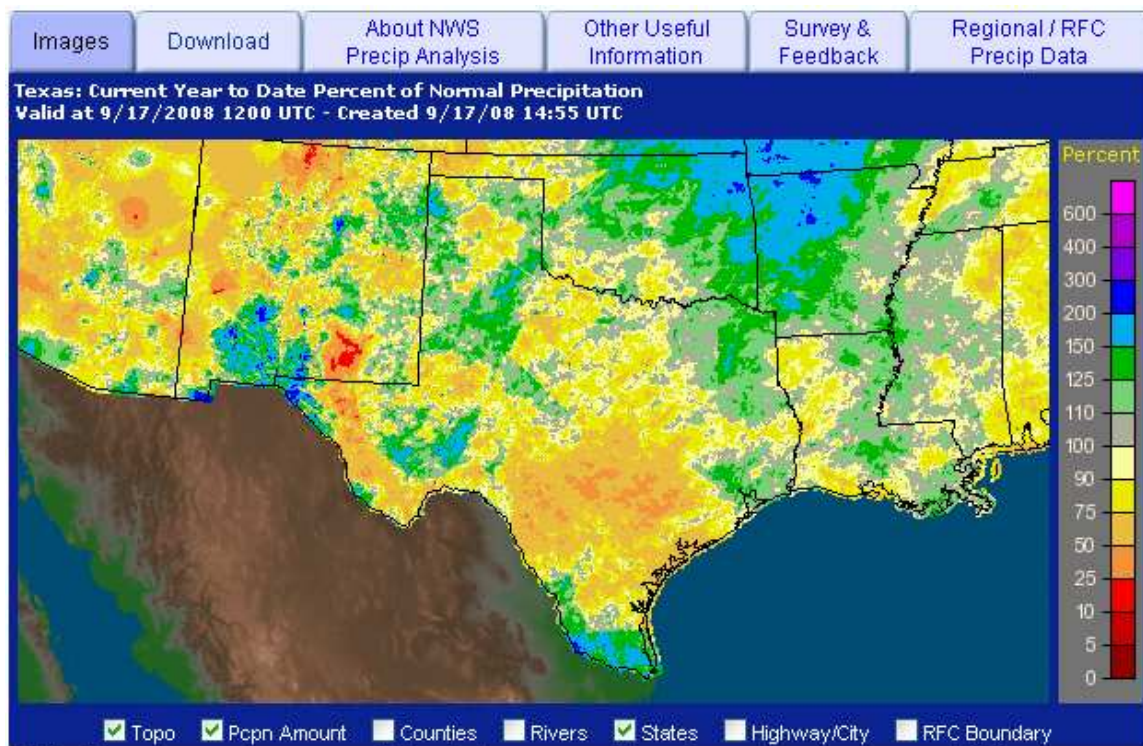 Images
Download
About NWS
Precip Analysis
Other Useful
Information
Survey &
Feedback
Regional / RFC
Precip Data
Texas: Current Year to Date Percent of Normal Precipitation
Valid at 9/17/2008 1200 UTC - Created 9/17/08 14:55 UTC
Percent
600
400
300
200
150
125
110
100
90
75
50
25
10
5
0
Topo
Pcpn Amount
Counties
Rivers
States
Highway/City
RFC Boundary